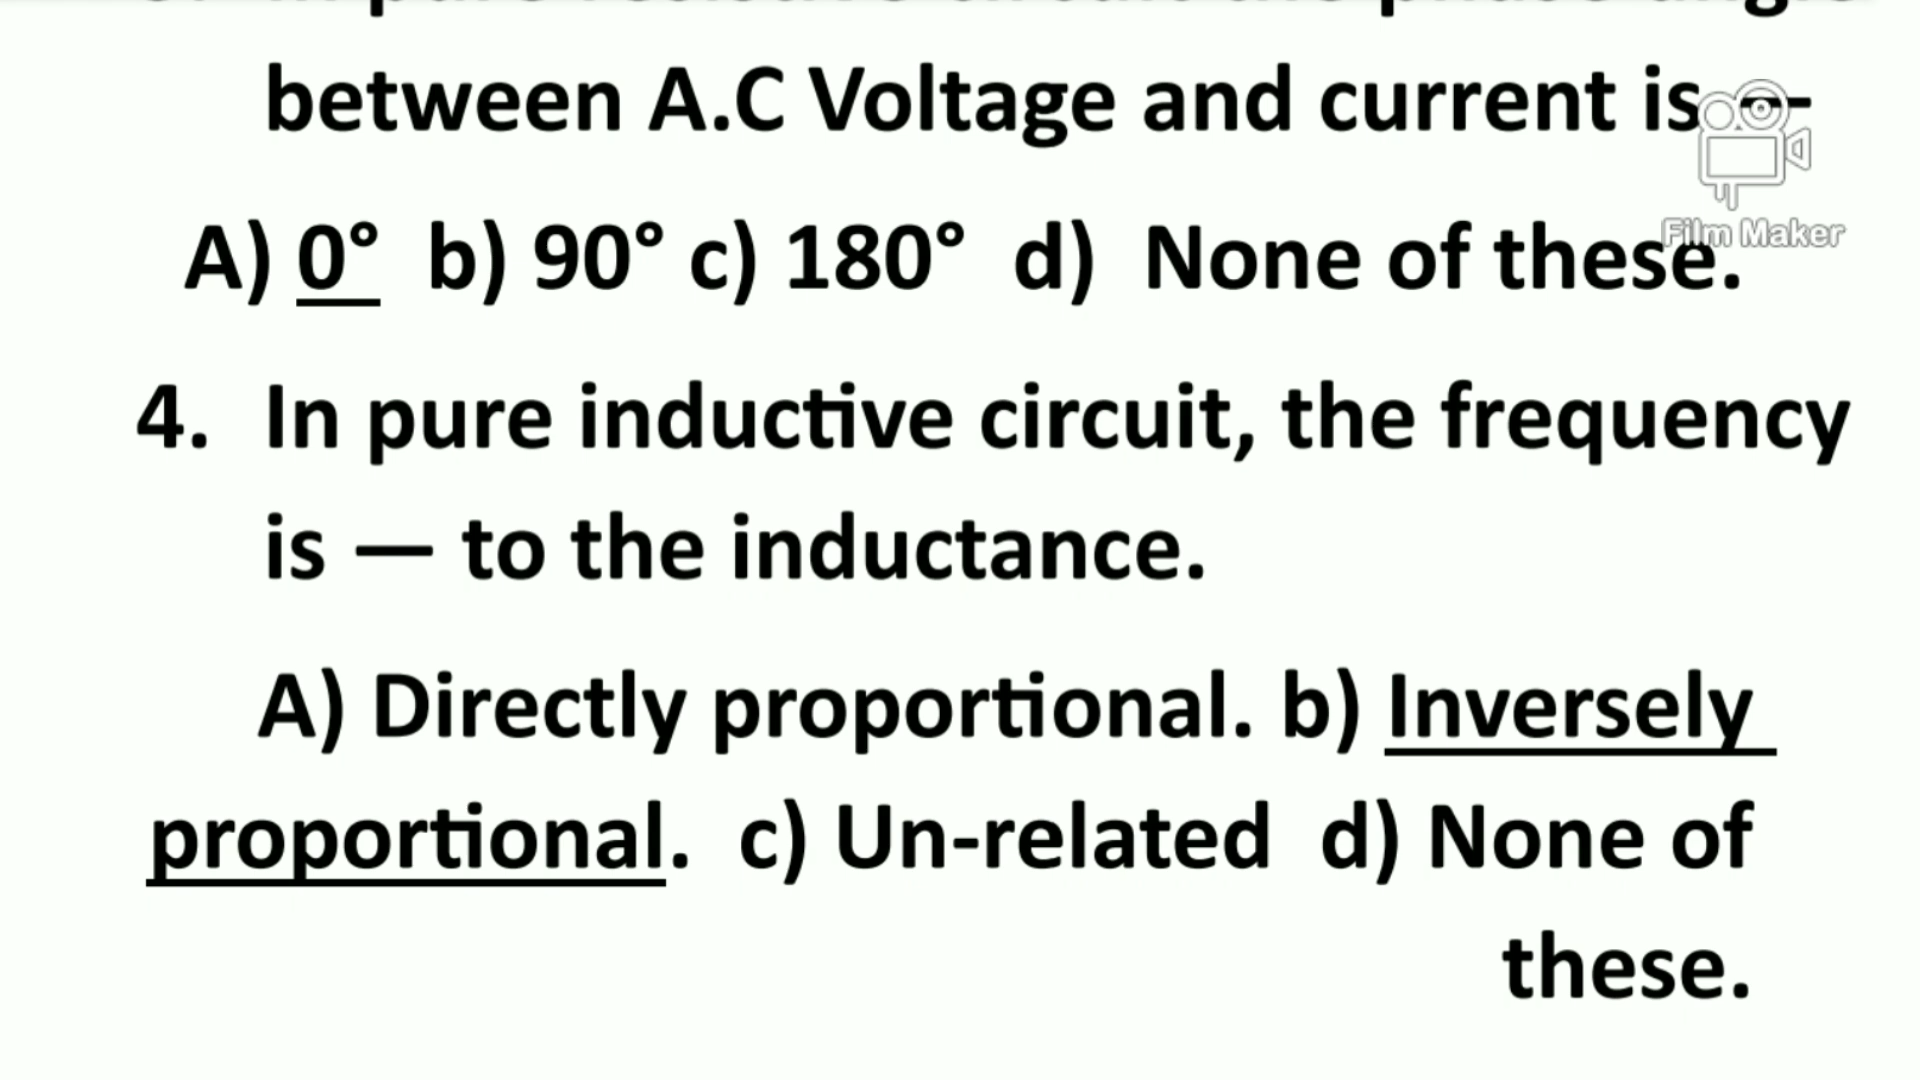 between A.C Voltage and current is —
Film Maker
A) 0° b) 90° c) 180° d) None of these.
4. In pure inductive circuit, the frequency
is — to the inductance.
A) Directly proportional. b) Inversely
proportional. c) Un-related d) None of
these.